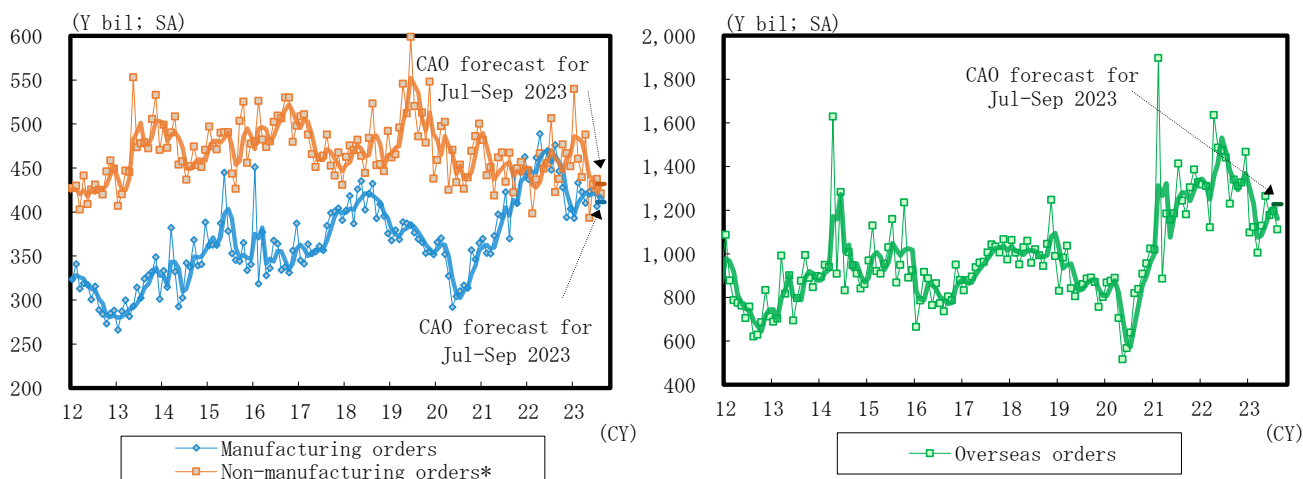 (Y bil; SA)
600
550
500
450
400
350
300
250
200
CAO forecast for
Jul-Sep 2023
CAO forecast for
Jul-Sep 2023
12 13 14 15 16 17 18 19 20 21 22 23
(CY)
Manufacturing orders
Non-manufacturing orders*
(Y bil; SA)
2,000
1,800
1,600
1,400
1,200
1,000
800
600
400
CAO forecast for
Jul-Sep 2023
12 13 14 15 16 17 18 19 20 21 22 23
(CY)
Overseas orders